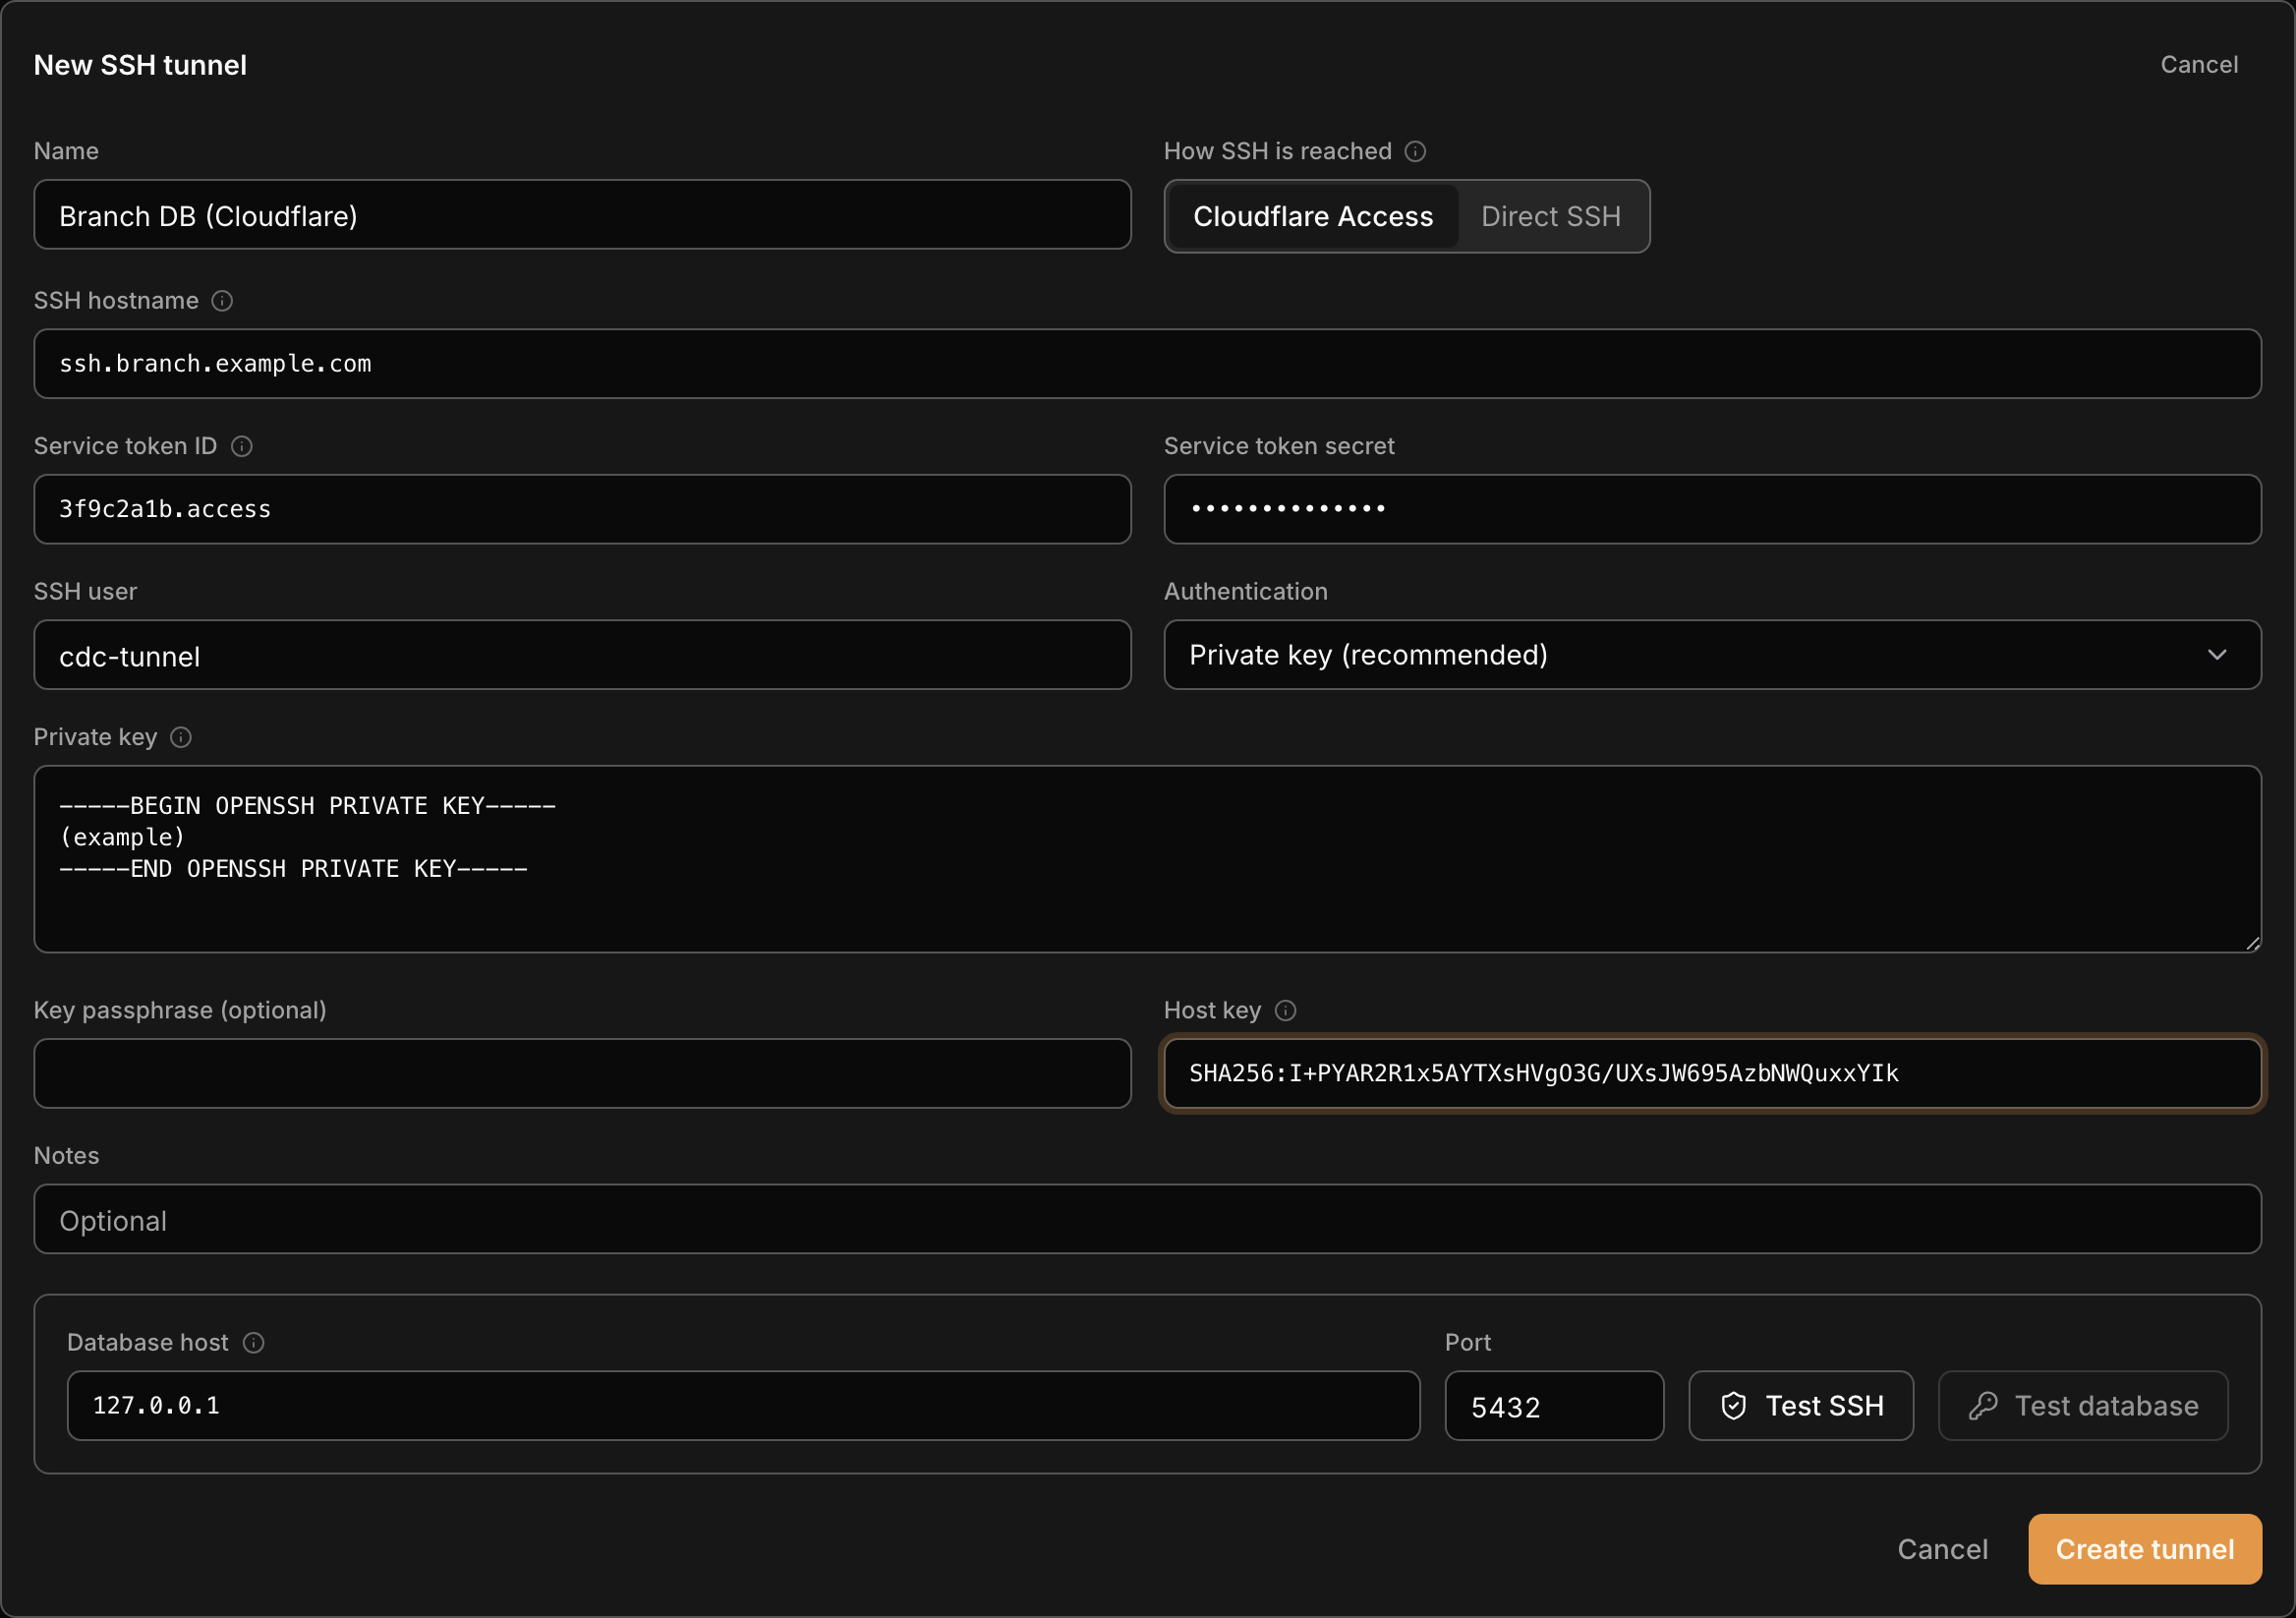 New SSH tunnel
Cancel
Name
How SSH is reached
Branch DB (Cloudflare)
Cloudflare Access
Direct SSH
SSH hostname
ssh.branch.example.com
Service token ID
Service token secret
3f9c2a1b.access
••••••••••••••
SSH user
Authentication
cdc-tunnel
Private key (recommended)
Private key
-----BEGIN OPENSSH PRIVATE KEY-----
(example)
-----END OPENSSH PRIVATE KEY-----
Key passphrase (optional)
Host key
SHA256:I+PYAR2R1x5AYTXsHVgO3G/UXsJW695AzbNWQuxxYIk
Notes
Optional
Database host
Port
127.0.0.1
5432
Test SSH
Test database
Cancel
Create tunnel